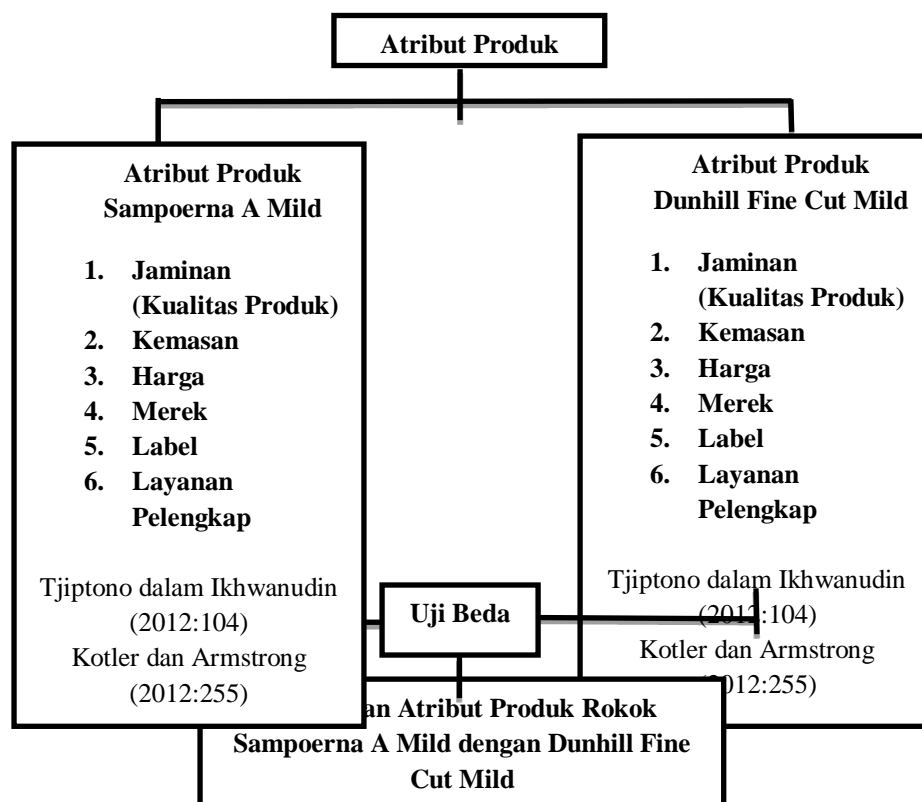 Atribut Produk
Atribut Produk
Sampoerna A Mild
1. Jaminan
(Kualitas Produk)
2. Kemasan
3. Harga
4. Merek
5. Label
6. Layanan
Pelengkap
Tjiptono dalam Ikhwanudin
(2012:104)
Kotler dan Armstrong
(2012:255)
Atribut Produk
Dunhill Fine Cut Mild
1. Jaminan
(Kualitas Produk)
2. Kemasan
3. Harga
4. Merek
5. Label
6. Layanan
Pelengkap
Tjiptono dalam Ikhwanudin
(2012:104)
Kotler dan Armstrong
(2012:255)
Uji Beda
Atribut Produk Rokok
Sampoerna A Mild dengan Dunhill Fine
Cut Mild